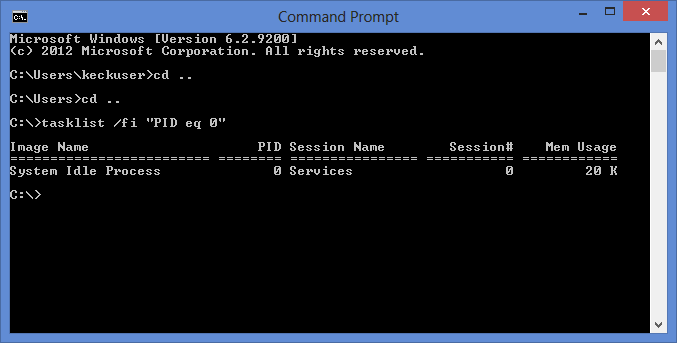 Command Prompt
Microsoft Windows [Version 6.2.9200]
(c) 2012 Microsoft Corporation. All rights reserved.
C:\Users\keckuser>cd ..
C:\Users>cd ..
C:\>tasklist /fi "PID eq 0"
Image Name                     PID Session Name        Session#    Mem Usage
========================= ======== ================ =========== ============
System Idle Process              0 Services                   0         20 K
C:\>